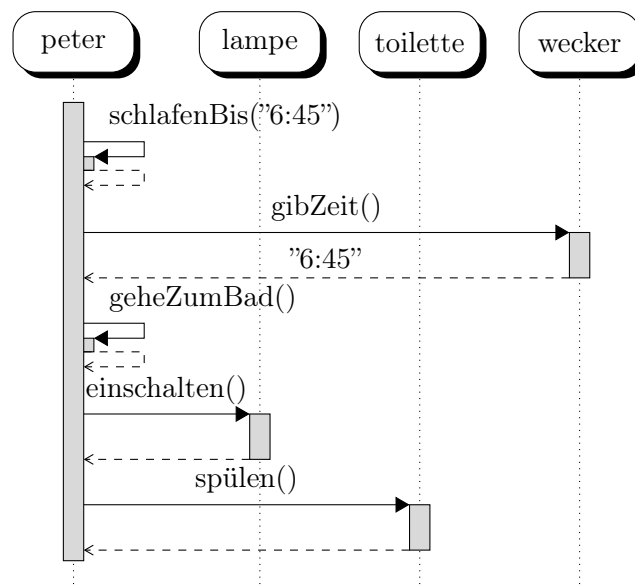 peter lampe toilette wecker
schlafenBis(”6:45”)
gibZeit()
”6:45”
geheZumBad()
einschalten()
spülen()